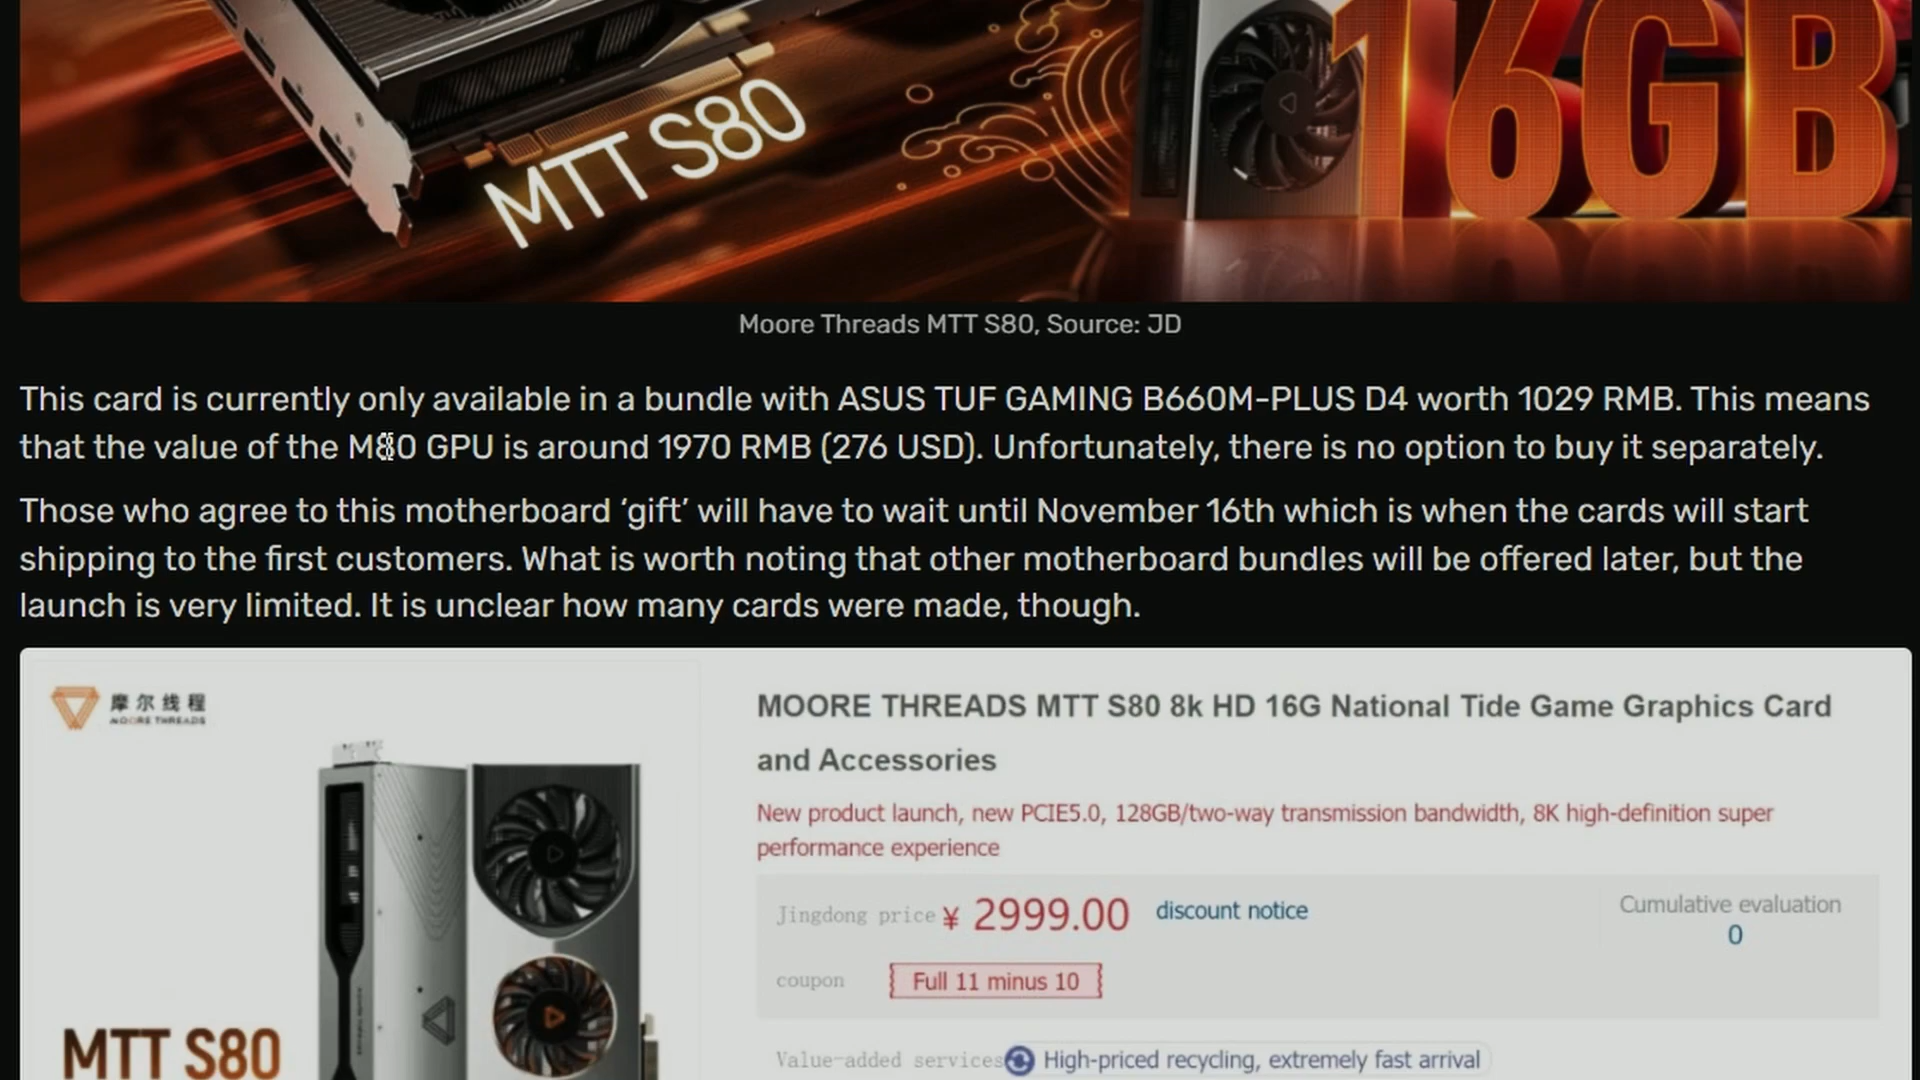 MTT S80
16GB
Moore Threads MTT S80, Source: JD
This card is currently only available in a bundle with ASUS TUF GAMING B660M-PLUS D4 worth 1029 RMB. This means
that the value of the M80 GPU is around 1970 RMB (276 USD). Unfortunately, there is no option to buy it separately.
Those who agree to this motherboard ‘gift’ will have to wait until November 16th which is when the cards will start
shipping to the first customers. What is worth noting that other motherboard bundles will be offered later, but the
launch is very limited. It is unclear how many cards were made, though.
摩尔线程
MOORE THREADS
MOORE THREADS MTT S80 8k HD 16G National Tide Game Graphics Card
and Accessories
New product launch, new PCIE5.0, 128GB/two-way transmission bandwidth, 8K high-definition super
performance experience
Jingdong price ¥ 2999.00 discount notice
Cumulative evaluation
0
coupon Full 11 minus 10
Value-added services High-priced recycling, extremely fast arrival
MTT S80